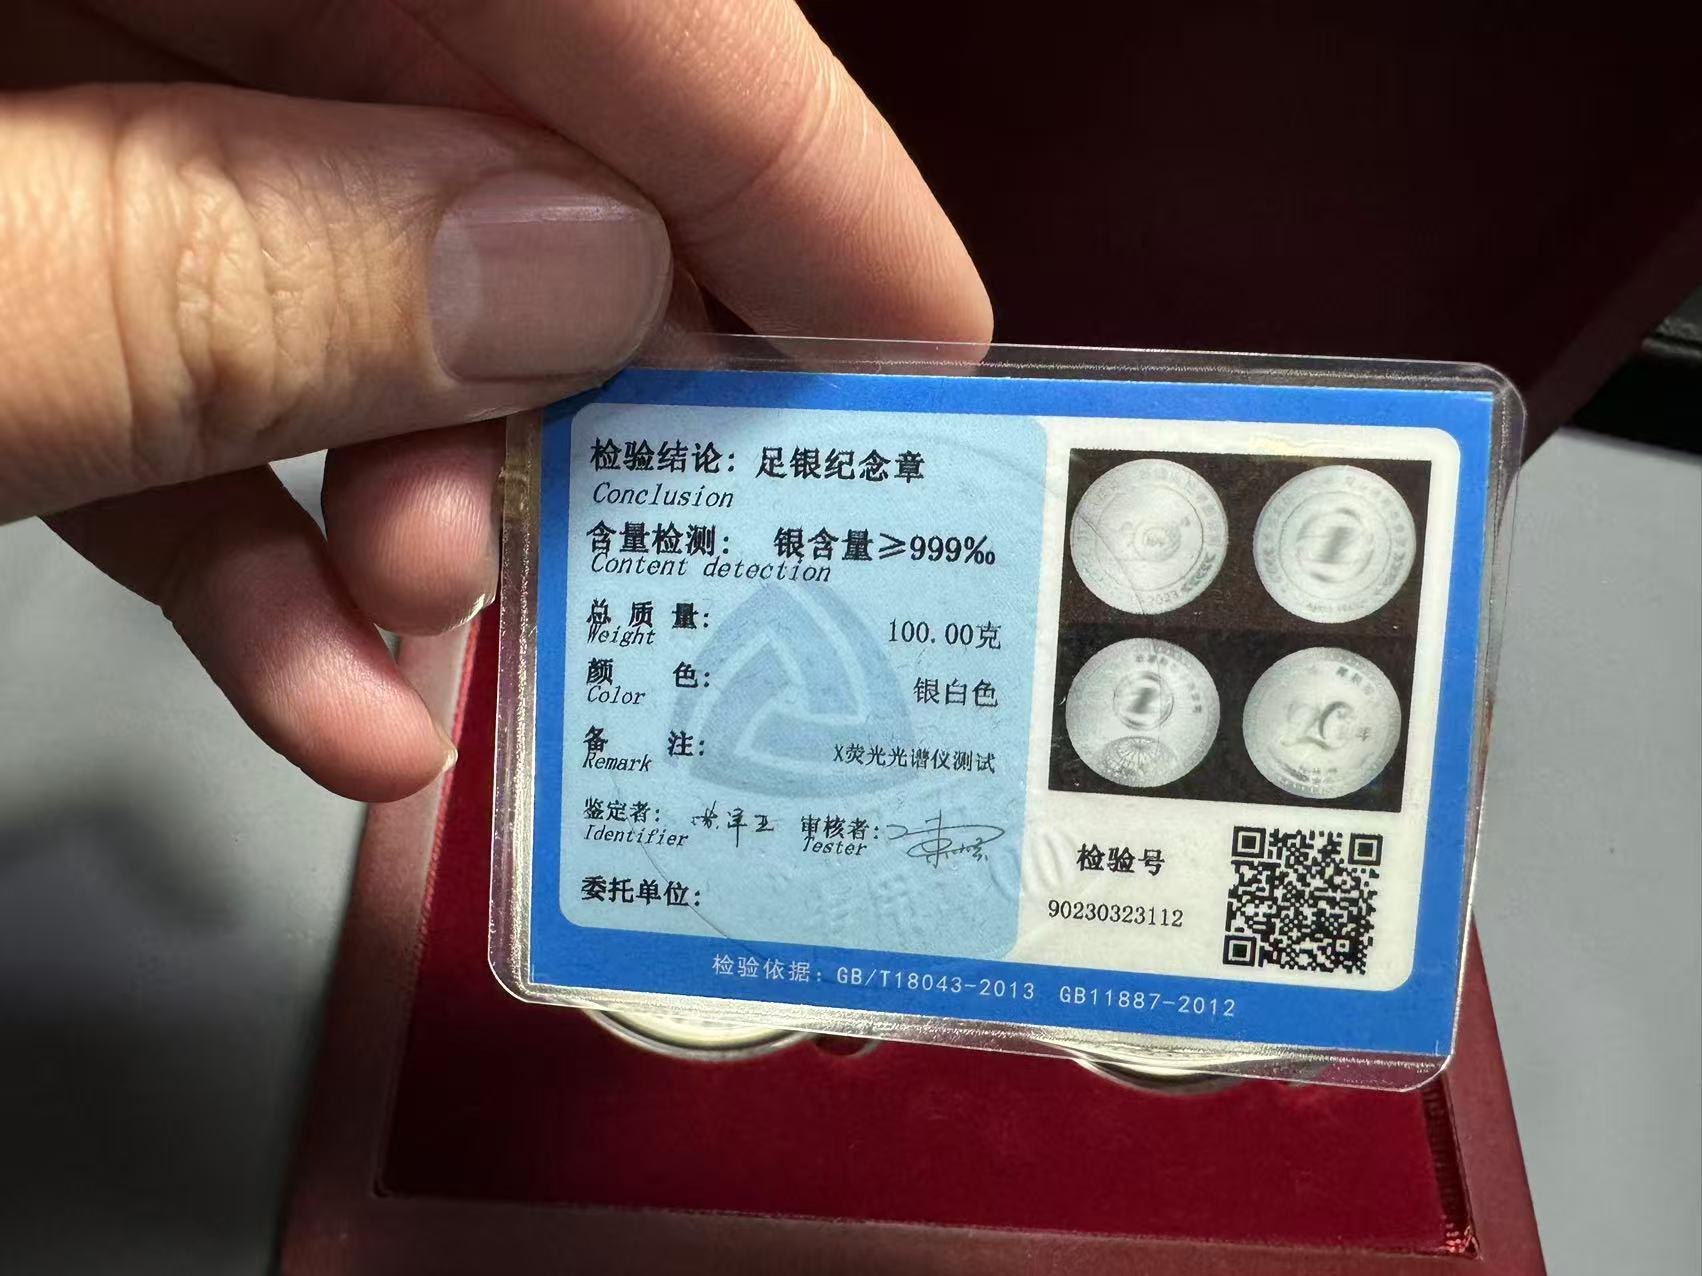 检验结论：足银纪念章
Conclusion
含量检测： 银含量≥999‰
Content detection
总质量： 100.00克
Weight
颜色： 银白色
Color
备注： X荧光光谱仪测试
Remark
鉴定者： 审核者：
Identifier Tester
委托单位：
检验号
90230323112
检验依据：GB/T18043-2013 GB11887-2012